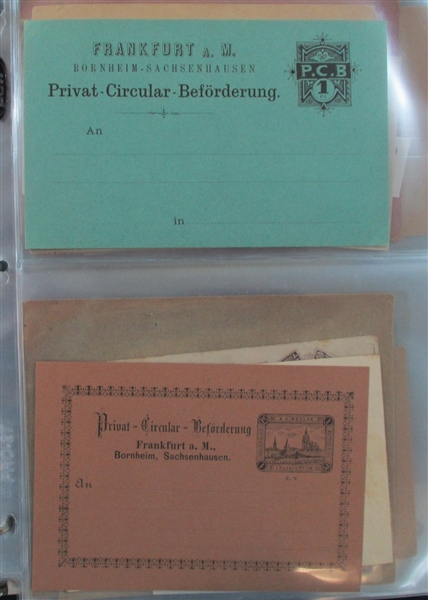 FRANKFURT A. M.
BORNHEIM-SACHSENHAUSEN
Privat-Circular-Beförderung.
P.C.B
1
An
in
Privat-Circular-Beförderung
Frankfurt a. M.,
Bornheim, Sachsenhausen.
An